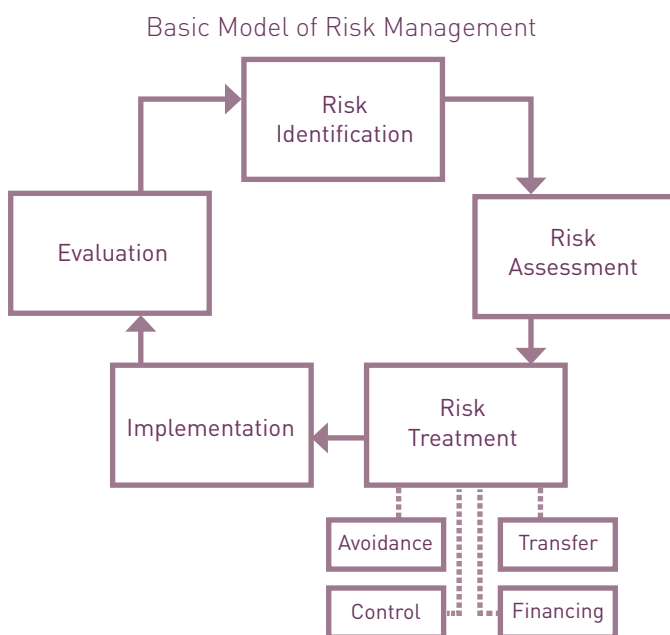 Basic Model of Risk Management
Risk
Identification
Risk
Assessment
Risk
Treatment
Implementation
Evaluation
Avoidance
Transfer
Control
Financing